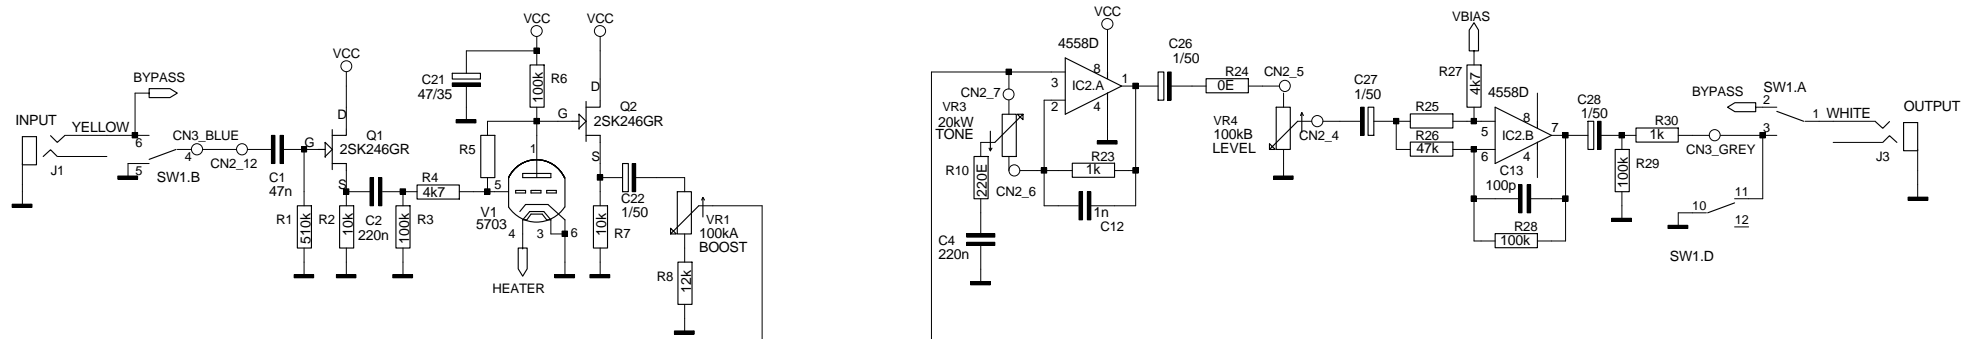 INPUT
J1
YELLOW
BYPASS
6
5
4
SW1.B
CN3_BLUE
CN2_12
C1
47n
R1
510k
VCC
D
G
S
Q1
2SK246GR
R2
10k
C2
220n
R3
100k
R4
4k7
R5
C21
47/35
VCC
R6
100k
1
5
V1
5703
4
3
6
HEATER
VCC
D
G
S
Q2
2SK246GR
R7
10k
C22
1/50
VR1
100kA
BOOST
R8
12k
CN2_7
VR3
20kW
TONE
R10
220E
CN2_6
C4
220n
VCC
4558D
3
2
8
4
1
IC2.A
R23
1k
1n
C12
C26
1/50
R24
0E
CN2_5
VR4
100kB
LEVEL
CN2_4
C27
1/50
R25
R26
47k
VBIAS
R27
4k7
4558D
5
6
8
4
7
IC2.B
C13
100p
R28
100k
C28
1/50
R29
100k
R30
1k
CN3_GREY
BYPASS
SW1.A
2
1
3
WHITE
OUTPUT
J3
10
11
12
SW1.D